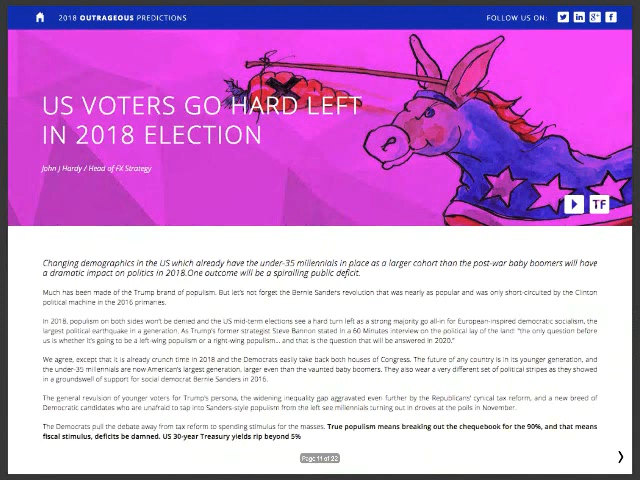 2018 OUTRAGEOUS PREDICTIONS
FOLLOW US ON:
US VOTERS GO HARD LEFT
IN 2018 ELECTION
John J Hardy / Head of FX Strategy
TF
Changing demographics in the US which already have the under-35 millennials in place as a larger cohort than the post-war baby boomers will have
a dramatic impact on politics in 2018.One outcome will be a spiralling public deficit.
Much has been made of the Trump brand of populism. But let's not forget the Bernie Sanders revolution that was nearly as popular and was only short-circuited by the Clinton
political machine in the 2016 primaries.
In 2018, populism on both sides won't be denied and the US mid-term elections see a hard turn left as a strong majority go all-in for European-inspired democratic socialism, the
largest political earthquake in a generation. As Trump's former strategist Steve Bannon stated in a 60 Minutes interview on the political lay of the land: "the only question before
us is whether it's going to be a left-wing populism or a right-wing populism... and that is the question that will be answered in 2020."
We agree, except that it is already crunch time in 2018 and the Democrats easily take back both houses of Congress. The future of any country is in its younger generation, and
the under-35 millennials are now American's largest generation, larger even than the vaunted baby boomers. They also wear a very different set of political stripes as they showed
in a groundswell of support for social democrat Bernie Sanders in 2016.
The general revulsion of younger voters for Trump's persona, the widening inequality gap aggravated even further by the Republicans' cynical tax reform, and a new breed of
Democratic candidates who are unafraid to tap into Sanders-style populism from the left see millennials turning out in droves at the polls in November.
The Democrats pull the debate away from tax reform to spending stimulus for the masses. True populism means breaking out the chequebook for the 90%, and that means
fiscal stimulus, deficits be damned. US 30-year Treasury yields rip beyond 5%
Page 11 of 22